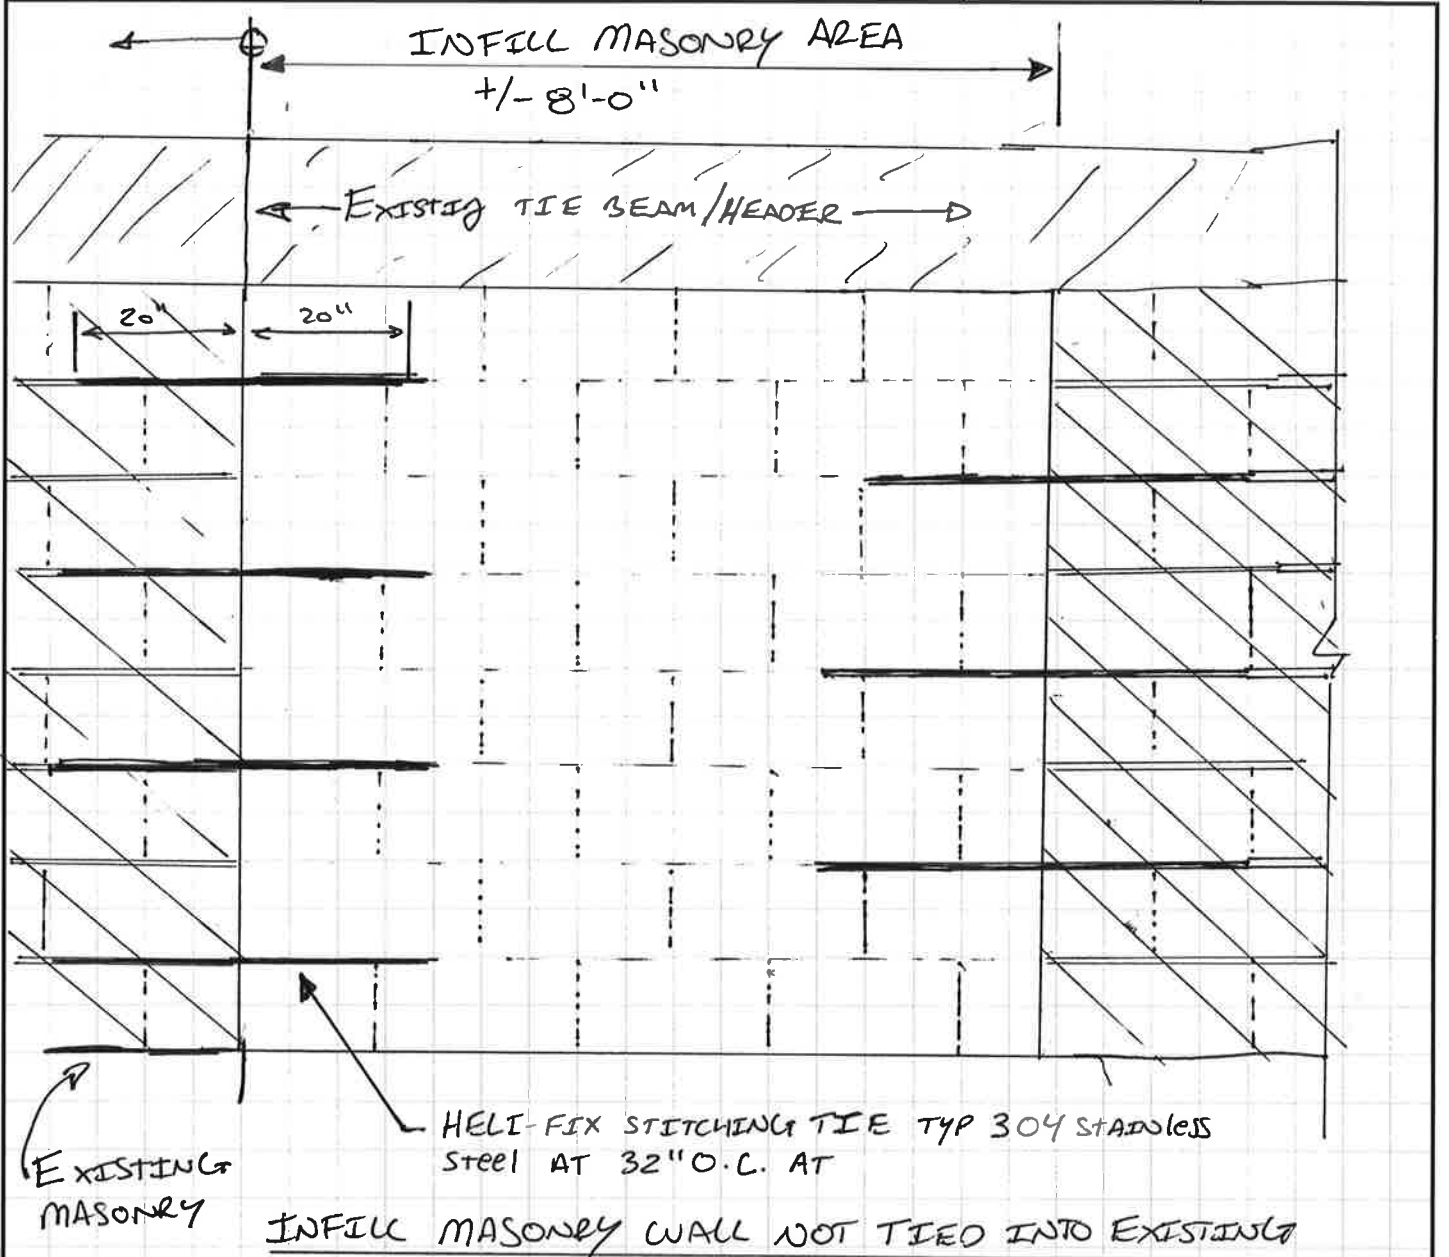 INFILL MASONRY AREA
+/- 8'-0"
EXISTIG TIE BEAM/HEADER
20" 20"
HELI-FIX STITCHING TIE TYP 304 STAINless
Steel AT 32" O.C. AT
EXISTING
MASONRY
INFILL MASONRY WALL NOT TIED INTO EXISTING